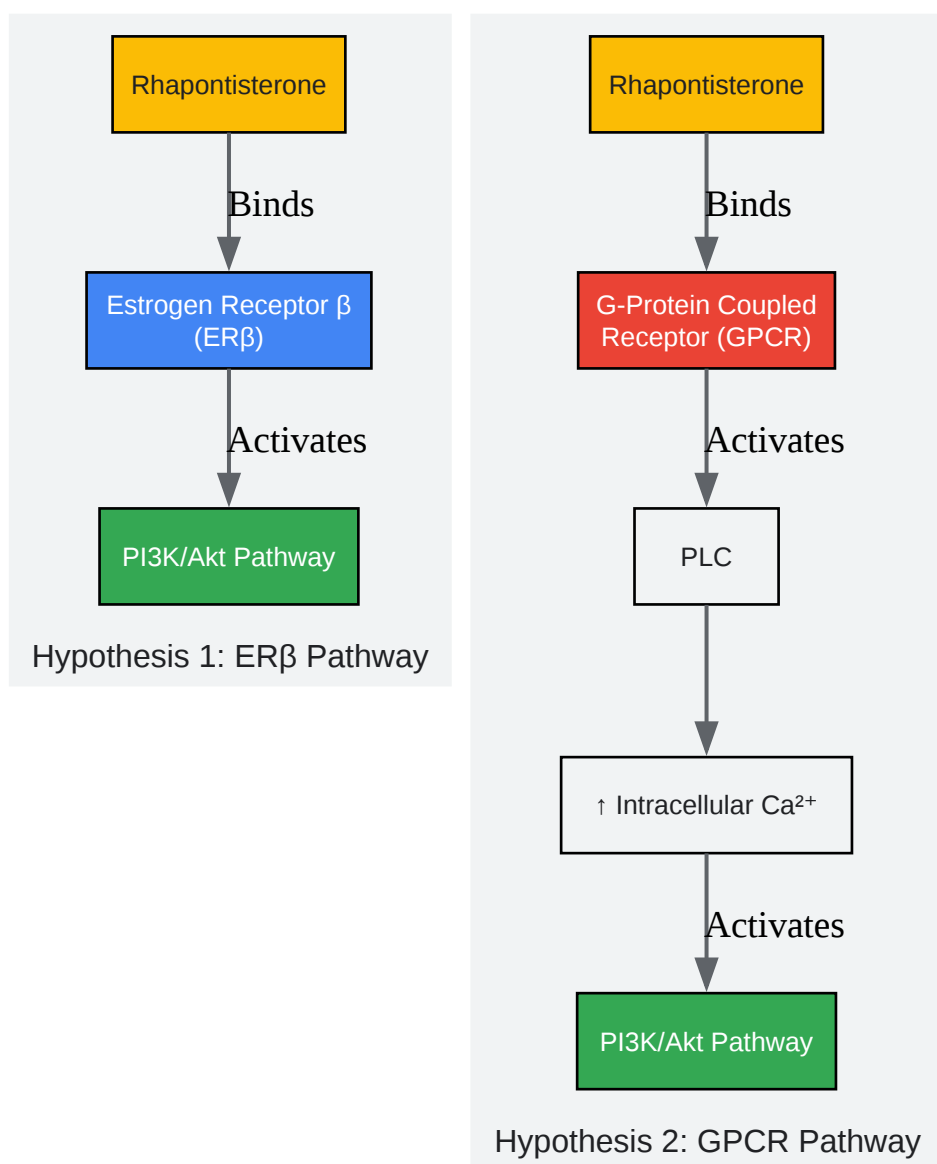 Rhapontisterone
Binds
Estrogen Receptor β
(ERβ)
Activates
PI3K/Akt Pathway
Hypothesis 1: ERβ Pathway
Rhapontisterone
Binds
G-Protein Coupled
Receptor (GPCR)
Activates
PLC
↑ Intracellular Ca²⁺
Activates
PI3K/Akt Pathway
Hypothesis 2: GPCR Pathway